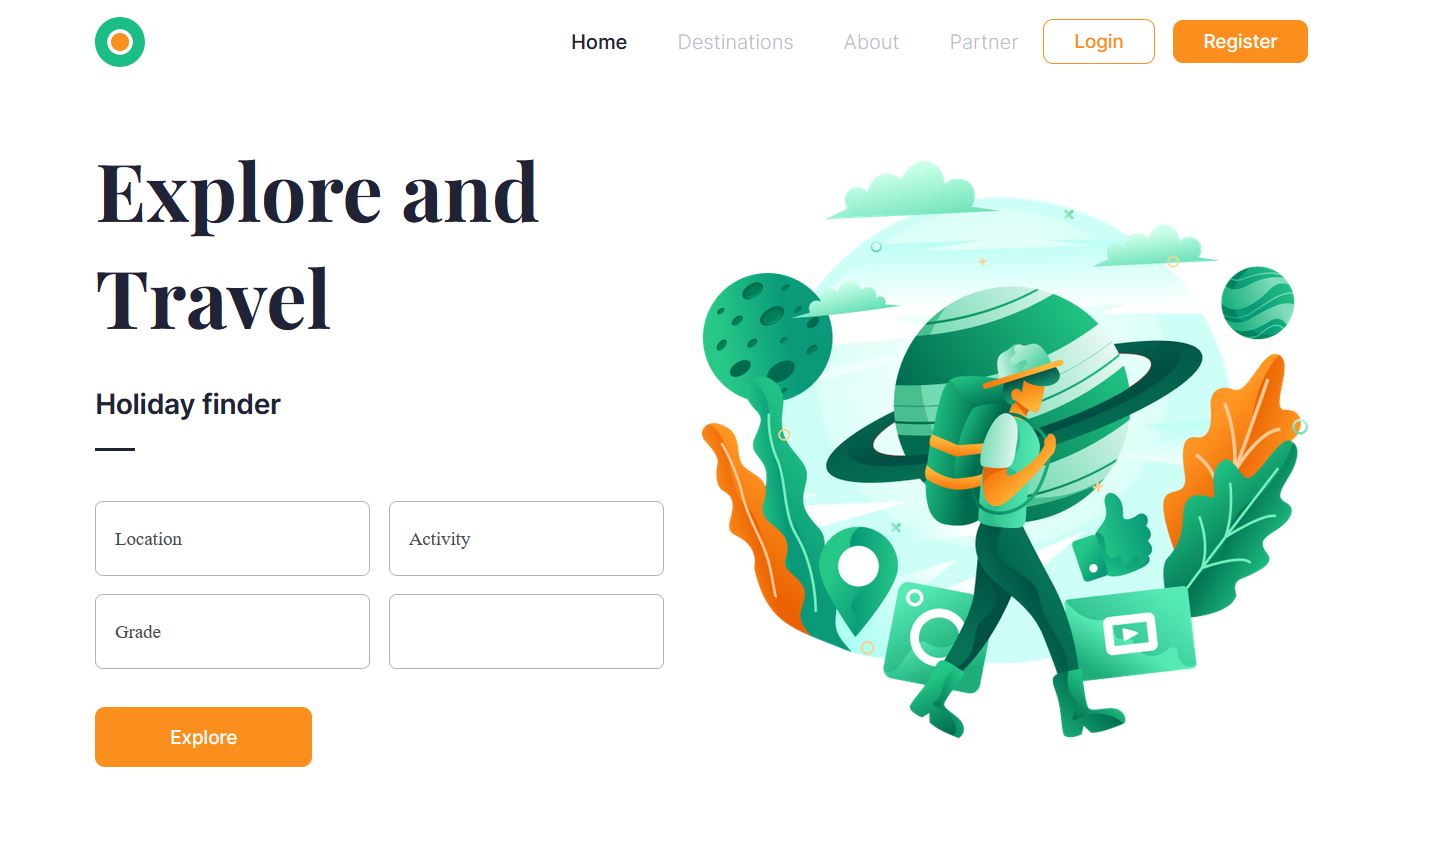 Home
Destinations
About
Partner
Login
Register
Explore and
Travel
Holiday finder
Location
Activity
Grade
Explore